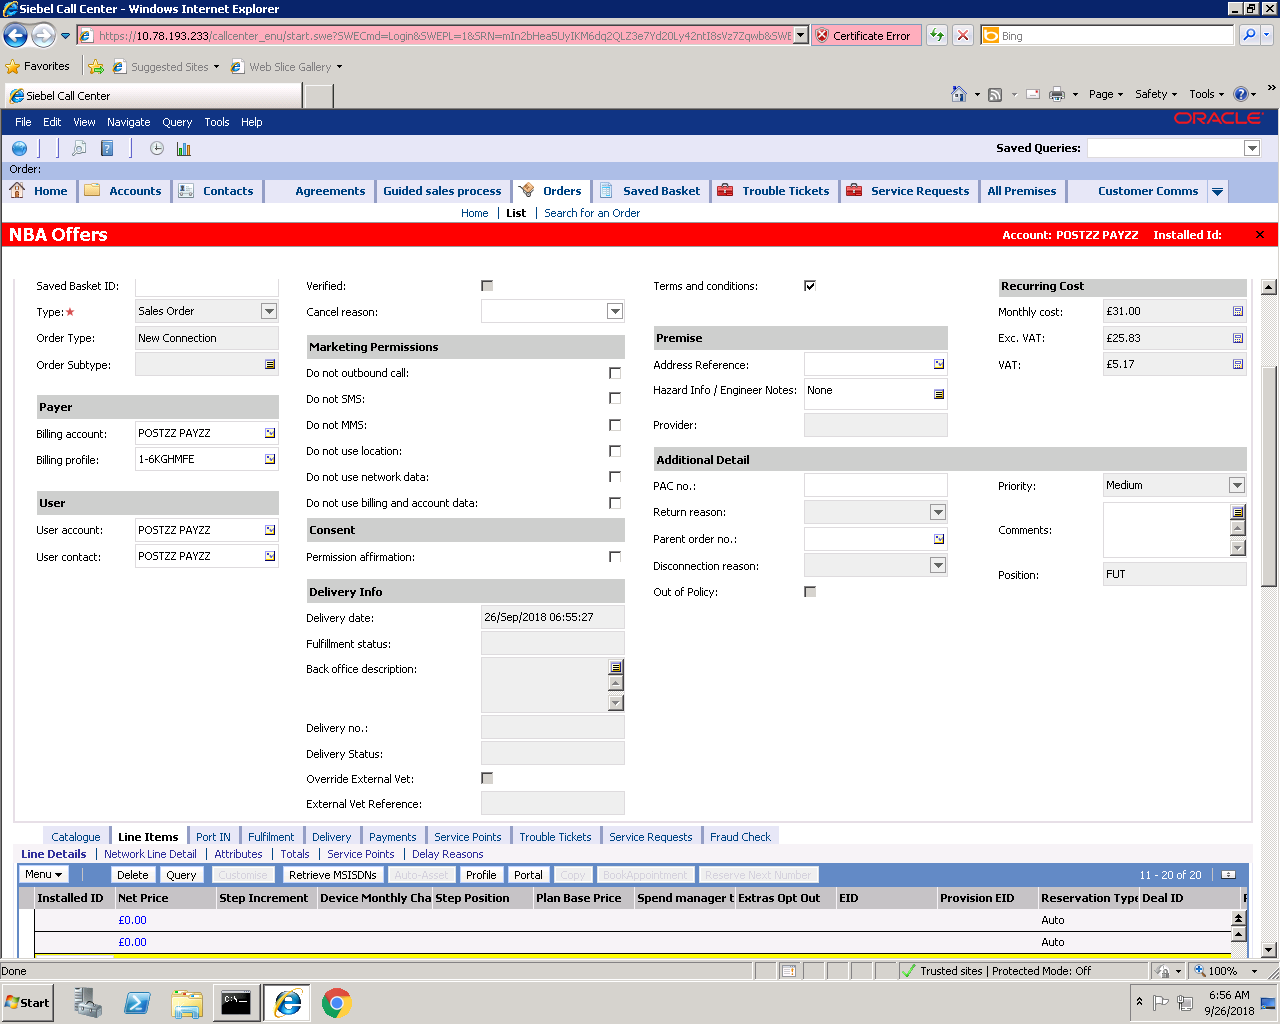 Siebel Call Center - Windows Internet Explorer
https://10.78.193.233/callcenter_enu/start.swe?SWECmd=Login&SWEPL=1&SRN= Certificate Error Bing
Favorites Suggested Sites Web Slice Gallery
Siebel Call Center Page Safety Tools
File Edit View Navigate Query Tools Help ORACLE
Saved Queries:
Order:
Home Accounts Contacts Agreements Guided sales process Orders Saved Basket Trouble Tickets Service Requests All Premises Customer Comms
Home List Search for an Order
NBA Offers Account: POSTZZ PAYZZ Installed Id:
Saved Basket ID: Verified: Terms and conditions: Recurring Cost
Type: Sales Order Cancel reason: Monthly cost: £31.00
Order Type: New Connection Marketing Permissions Premise Exc. VAT: £25.83
Order Subtype: Do not outbound call: Address Reference: VAT: £5.17
Payer Do not SMS: Hazard Info / Engineer Notes: None
Billing account: POSTZZ PAYZZ Do not MMS: Provider:
Billing profile: 1-6KGHMFE Do not use location: Additional Detail
Do not use network data: PAC no.: Priority: Medium
User Do not use billing and account data: Return reason:
User account: POSTZZ PAYZZ Consent Parent order no.: Comments:
User contact: POSTZZ PAYZZ Permission affirmation: Disconnection reason: Position: FUT
Delivery Info Out of Policy:
Delivery date: 26/Sep/2018 06:55:27
Fulfillment status:
Back office description:
Delivery no.:
Delivery Status:
Override External Vet:
External Vet Reference:
Catalogue Line Items Port IN Fulfilment Delivery Payments Service Points Trouble Tickets Service Requests Fraud Check
Line Details Network Line Detail Attributes Totals Service Points Delay Reasons
Menu Delete Query Customise Retrieve MSISDNs Auto-Asset Profile Portal Copy BookAppointment Reserve Next Number 11 - 20 of 20
Installed ID Net Price Step Increment Device Monthly Cha Step Position Plan Base Price Spend manager t Extras Opt Out EID Provision EID Reservation Type Deal ID
£0.00 Auto
£0.00 Auto
Done Trusted sites | Protected Mode: Off 100%
Start 6:56 AM
9/26/2018